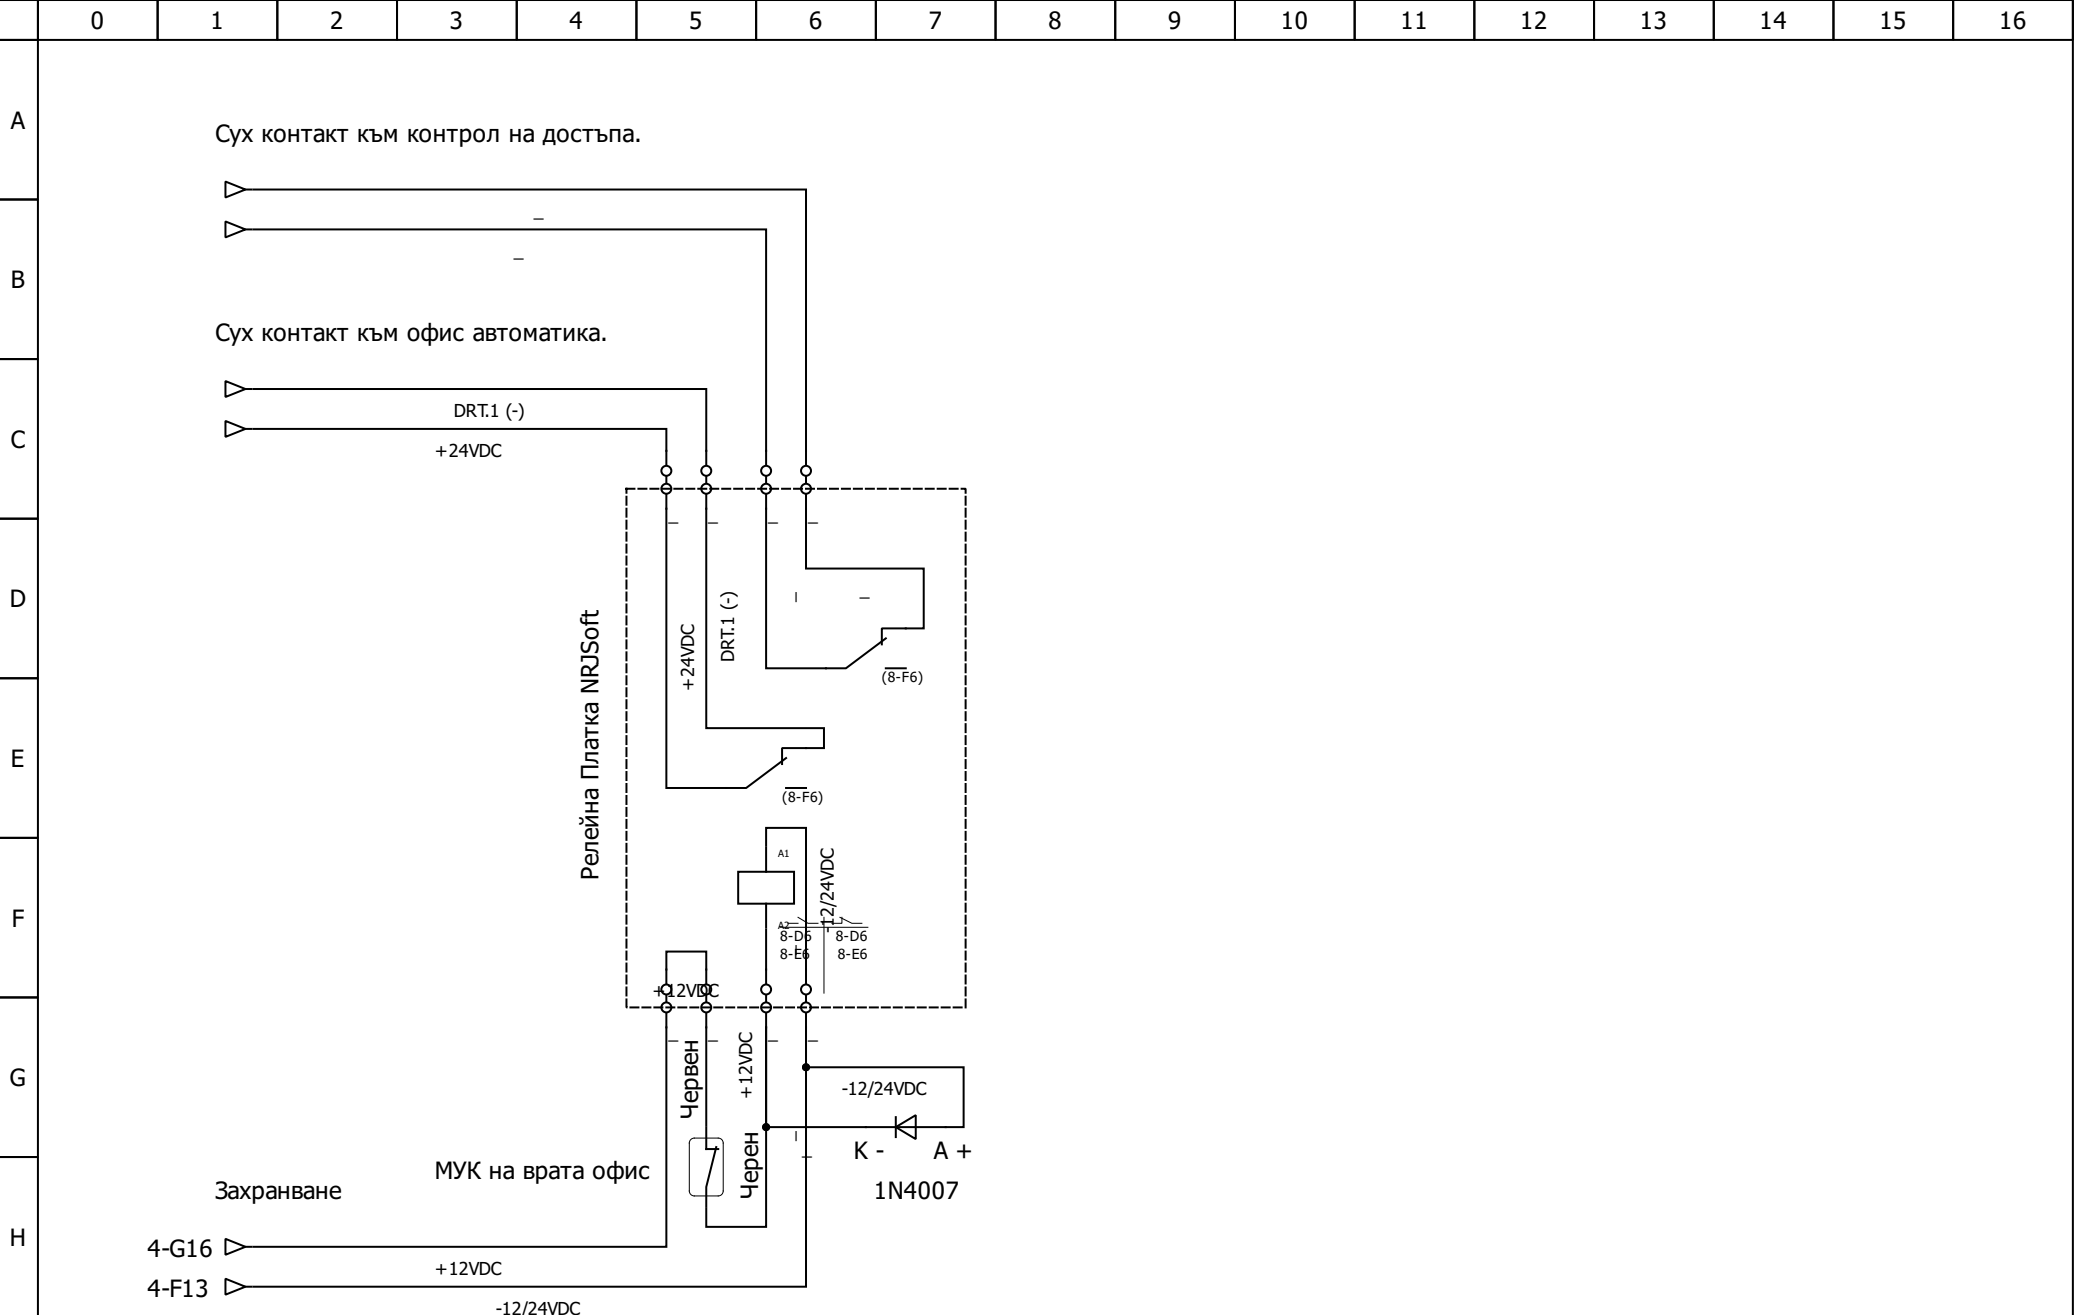 0 1 2 3 4 5 6 7 8 9 10 11 12 13 14 15 16
A
Сух контакт към контрол на достъпа.
B
Сух контакт към офис автоматика.
DRT.1 (-)
C
+24VDC
D
Релейна Платка NRJSoft
+24VDC
DRT.1 (-)
(8-F6)
E
(8-F6)
A1
-12/24VDC
F
A2
8-D6 8-D6
8-E6 8-E6
+12VDC
Червен
+12VDC
G
-12/24VDC
Черен
K - A +
МУК на врата офис
Захранване
1N4007
H
4-G16
+12VDC
4-F13
-12/24VDC